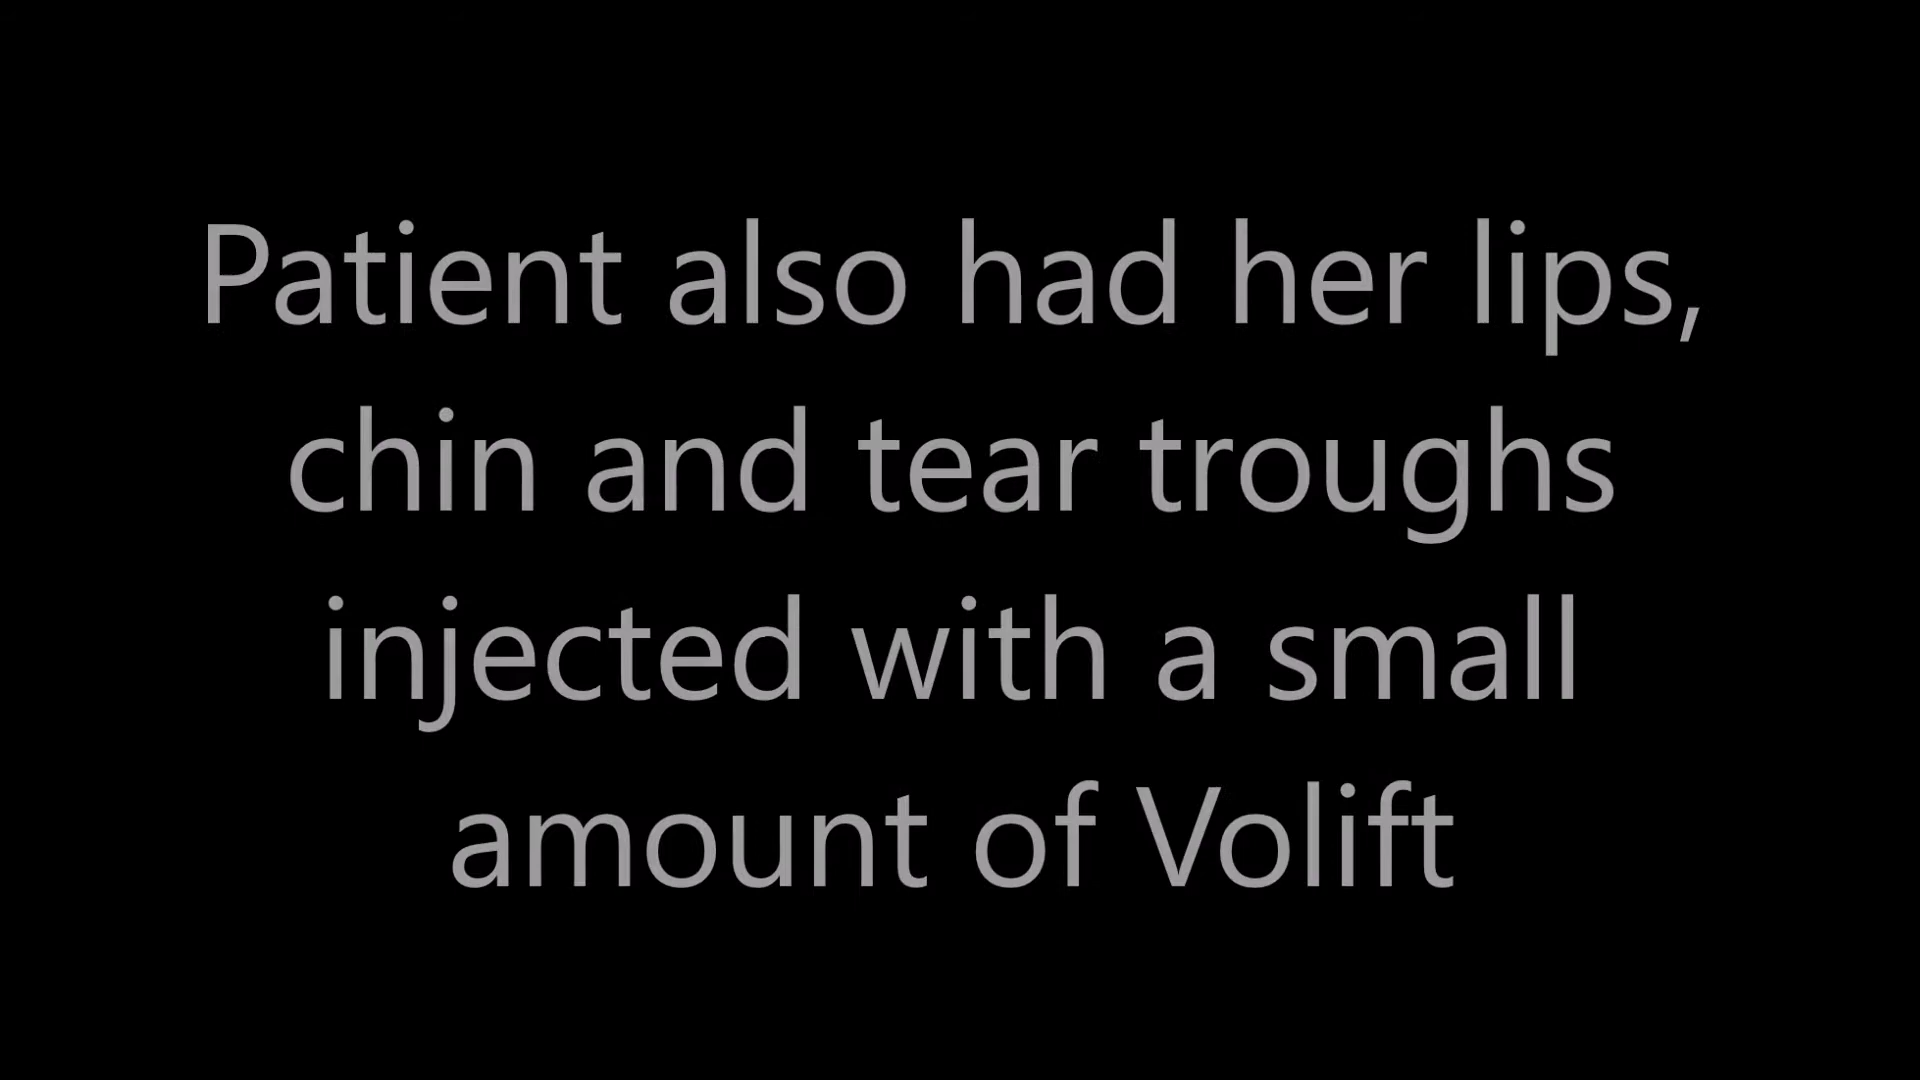 Patient also had her lips,
chin and tear troughs
injected with a small
amount of Volift